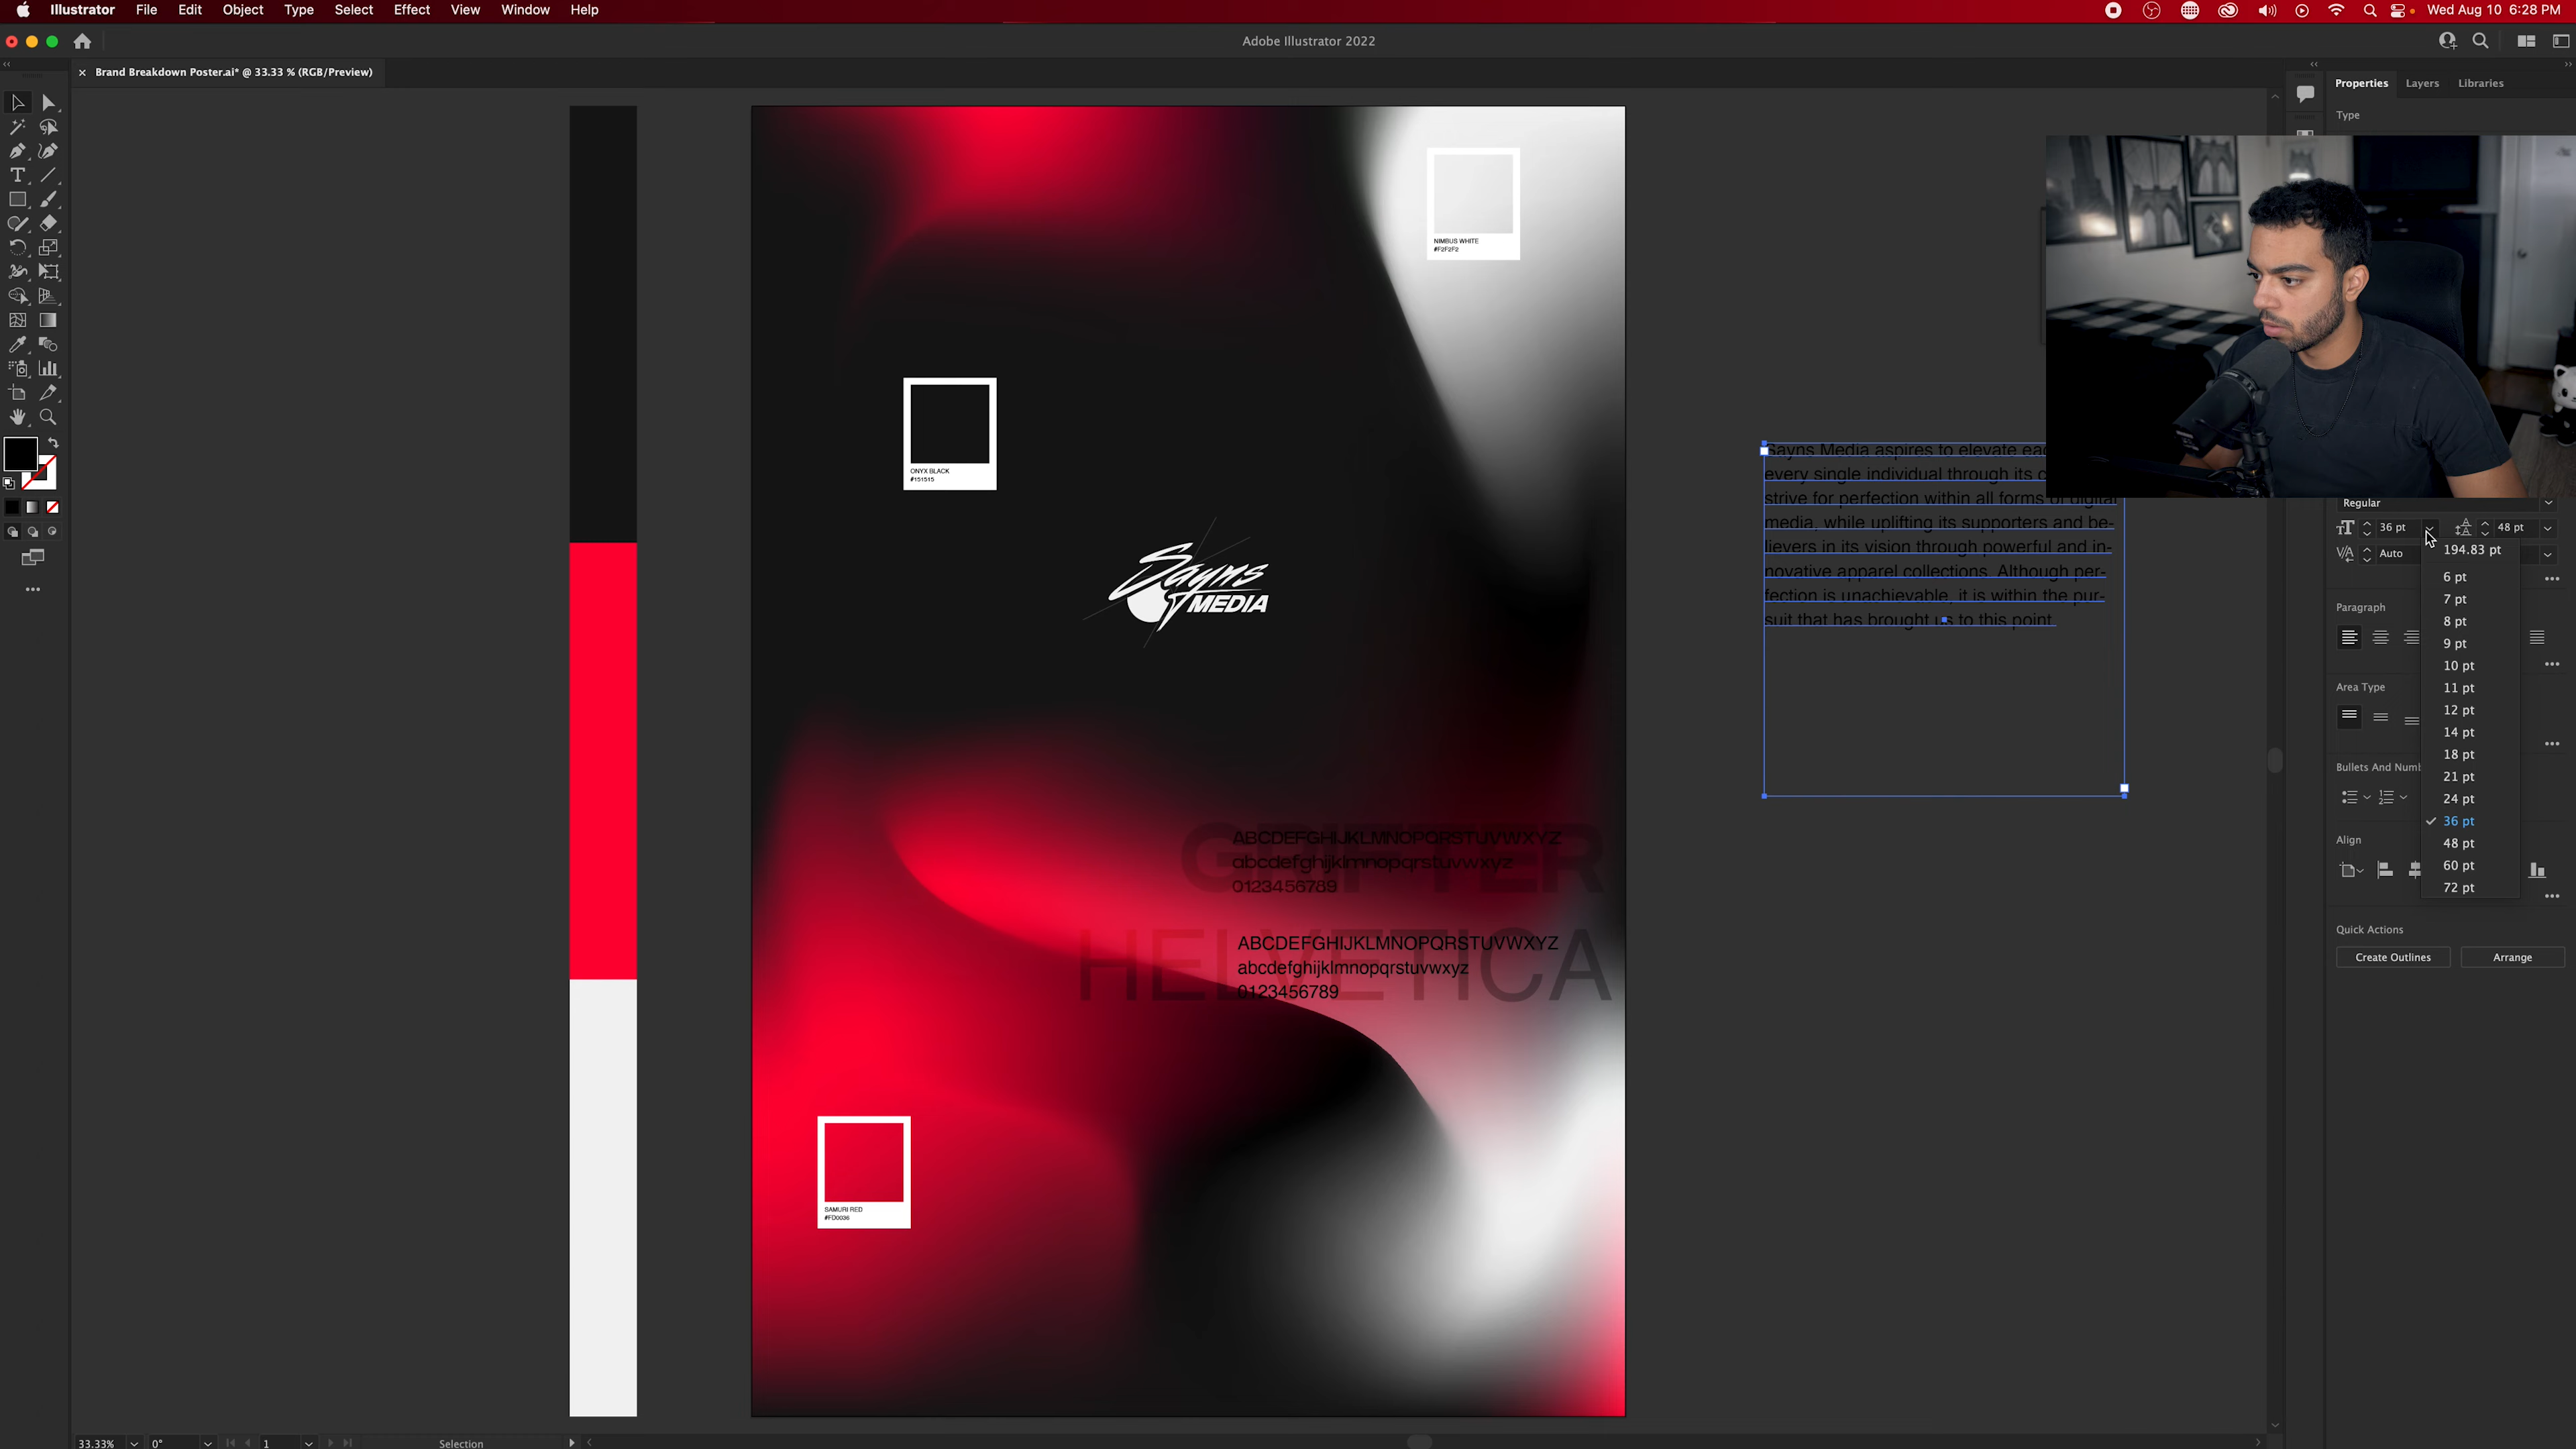 Illustrator File Edit Object Type Select Effect View Window Help
Wed Aug 10 6:28 PM
Adobe Illustrator 2022
Brand Breakdown Poster.ai* @ 33.33 % (RGB/Preview)
Properties Layers Libraries
Type
NIMBUS WHITE
#F2F2F2
ONYX BLACK
#151515
Sayns
MEDIA
Sayns Media aspires to elevate
every single individual through its
strive for perfection within all forms of digital
media, while uplifting its supporters and be-
lievers in its vision through powerful and in-
novative apparel collections. Although per-
fection is unachievable, it is within the pur-
suit that has brought us to this point.
Regular
36 pt 48 pt
Auto
194.83 pt
6 pt
7 pt
8 pt
9 pt
10 pt
11 pt
12 pt
14 pt
18 pt
21 pt
24 pt
36 pt
48 pt
60 pt
72 pt
Paragraph
Area Type
Bullets And Numb
Align
Quick Actions
Create Outlines Arrange
GRIFTER
ABCDEFGHIJKLMNOPQRSTUVWXYZ
abcdefghijklmnopqrstuvwxyz
0123456789
HELVETICA
ABCDEFGHIJKLMNOPQRSTUVWXYZ
abcdefghijklmnopqrstuvwxyz
0123456789
SAMURI RED
#FD0036
33.33% 0° 1 Selection